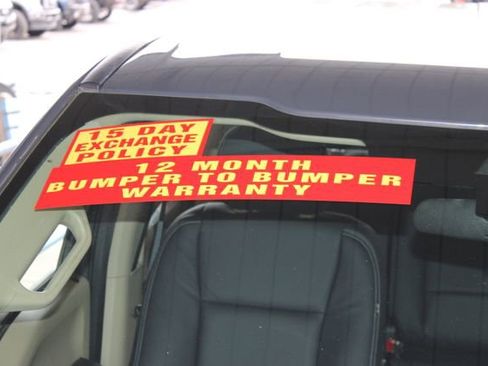 15 DAY
EXCHANGE
POLICY
12 MONTH
BUMPER TO BUMPER
WARRANTY